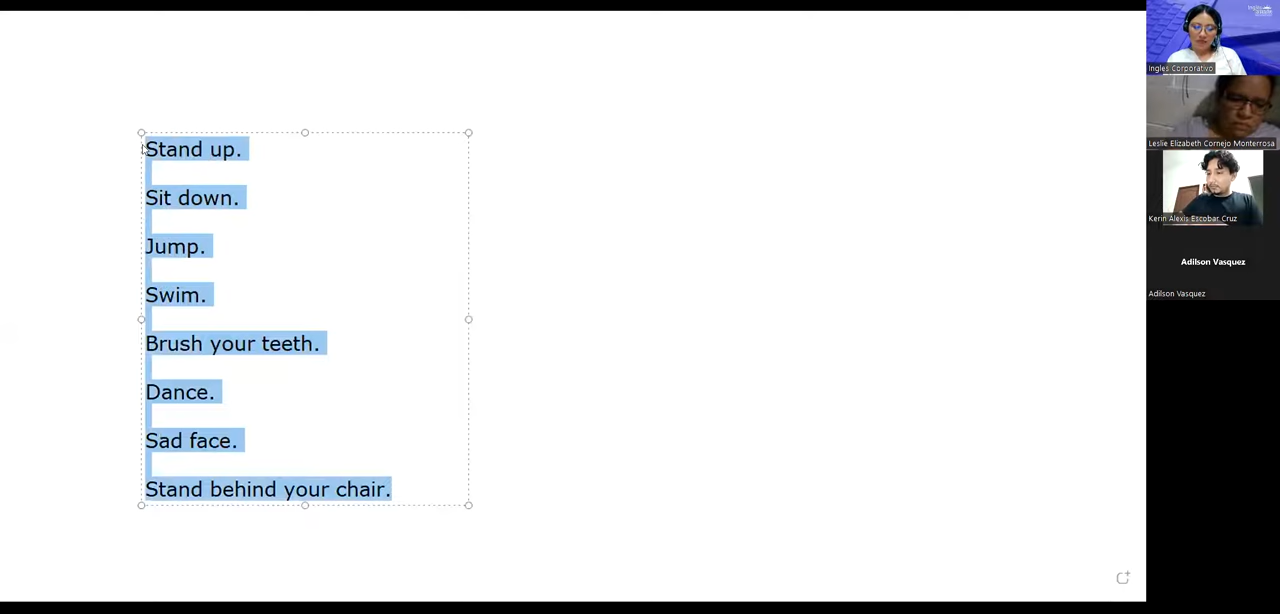 Stand up.
Sit down.
Jump.
Swim.
Brush your teeth.
Dance.
Sad face.
Stand behind your chair.
Ingles Corporativo
Leslie Elizabeth Cornejo Monterrosa
Kerin Alexis Escobar Cruz
Adilson Vasquez
Adilson Vasquez